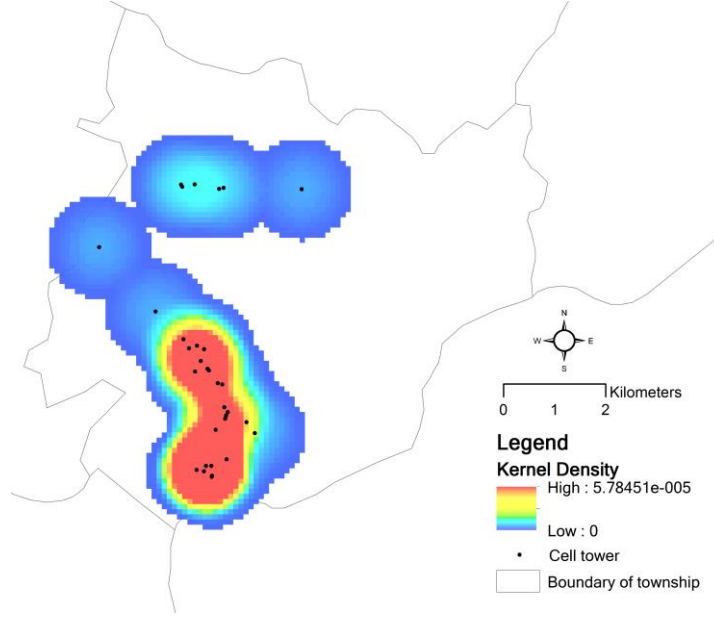 N
W E
S
Kilometers
0 1 2
Legend
Kernel Density
High : 5.78451e-005
Low : 0
Cell tower
Boundary of township